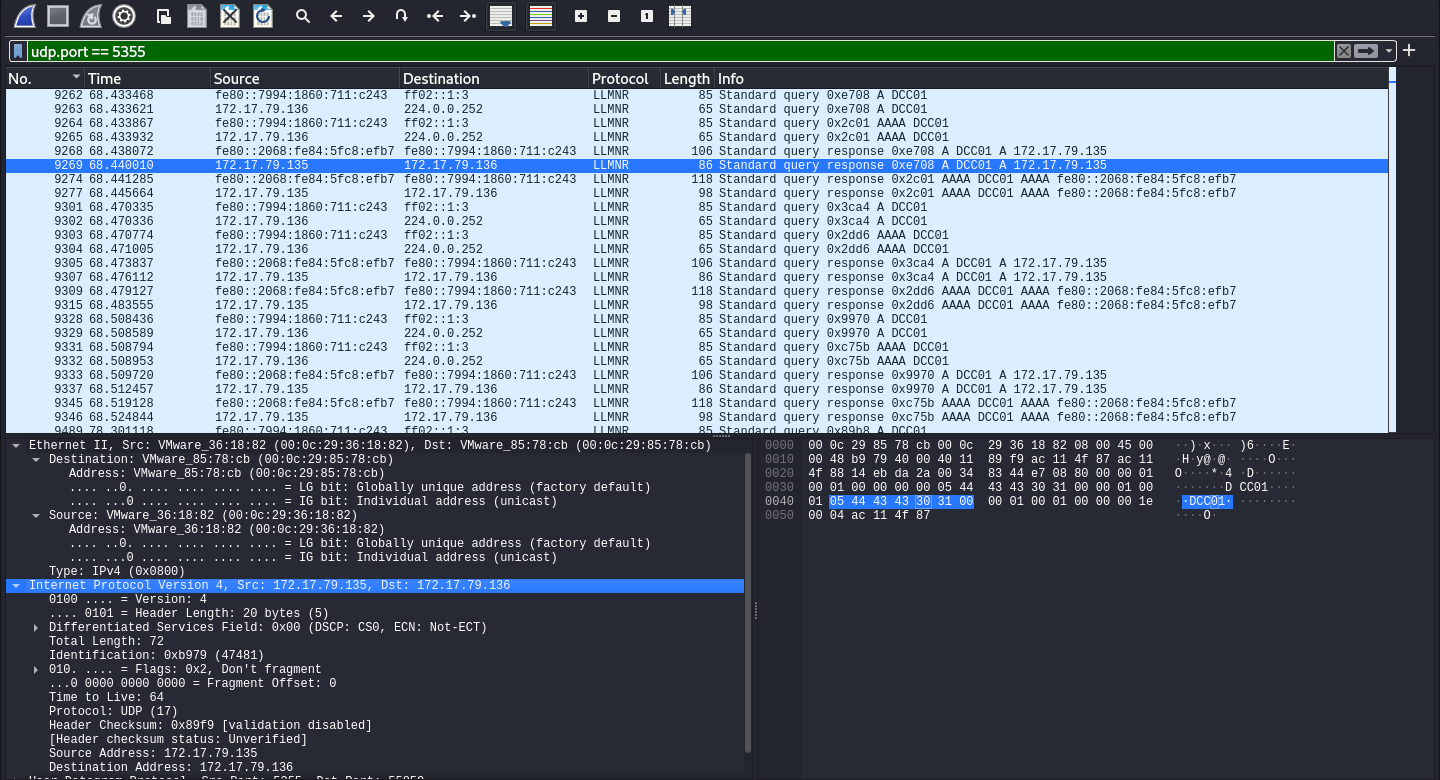 udp.port == 5355
No. Time Source Destination Protocol Length Info
9262 68.433468 fe80::7994:1860:711:c243 ff02::1:3 LLMNR 85 Standard query 0xe708 A DCC01
9263 68.433621 172.17.79.136 224.0.0.252 LLMNR 65 Standard query 0xe708 A DCC01
9264 68.433867 fe80::7994:1860:711:c243 ff02::1:3 LLMNR 85 Standard query 0x2c01 AAAA DCC01
9265 68.433932 172.17.79.136 224.0.0.252 LLMNR 65 Standard query 0x2c01 AAAA DCC01
9268 68.438072 fe80::2068:fe84:5fc8:efb7 fe80::7994:1860:711:c243 LLMNR 106 Standard query response 0xe708 A DCC01 A 172.17.79.135
9269 68.440010 172.17.79.135 172.17.79.136 LLMNR 86 Standard query response 0xe708 A DCC01 A 172.17.79.135
9274 68.441285 fe80::2068:fe84:5fc8:efb7 fe80::7994:1860:711:c243 LLMNR 118 Standard query response 0x2c01 AAAA DCC01 AAAA fe80::2068:fe84:5fc8:efb7
9277 68.445664 172.17.79.135 172.17.79.136 LLMNR 98 Standard query response 0x2c01 AAAA DCC01 AAAA fe80::2068:fe84:5fc8:efb7
9301 68.470335 fe80::7994:1860:711:c243 ff02::1:3 LLMNR 85 Standard query 0x3ca4 A DCC01
9302 68.470336 172.17.79.136 224.0.0.252 LLMNR 65 Standard query 0x3ca4 A DCC01
9303 68.470774 fe80::7994:1860:711:c243 ff02::1:3 LLMNR 85 Standard query 0x2dd6 AAAA DCC01
9304 68.471005 172.17.79.136 224.0.0.252 LLMNR 65 Standard query 0x2dd6 AAAA DCC01
9305 68.473837 fe80::2068:fe84:5fc8:efb7 fe80::7994:1860:711:c243 LLMNR 106 Standard query response 0x3ca4 A DCC01 A 172.17.79.135
9307 68.476112 172.17.79.135 172.17.79.136 LLMNR 86 Standard query response 0x3ca4 A DCC01 A 172.17.79.135
9309 68.479127 fe80::2068:fe84:5fc8:efb7 fe80::7994:1860:711:c243 LLMNR 118 Standard query response 0x2dd6 AAAA DCC01 AAAA fe80::2068:fe84:5fc8:efb7
9315 68.483555 172.17.79.135 172.17.79.136 LLMNR 98 Standard query response 0x2dd6 AAAA DCC01 AAAA fe80::2068:fe84:5fc8:efb7
9328 68.508436 fe80::7994:1860:711:c243 ff02::1:3 LLMNR 85 Standard query 0x9970 A DCC01
9329 68.508589 172.17.79.136 224.0.0.252 LLMNR 65 Standard query 0x9970 A DCC01
9331 68.508794 fe80::7994:1860:711:c243 ff02::1:3 LLMNR 85 Standard query 0xc75b AAAA DCC01
9332 68.508953 172.17.79.136 224.0.0.252 LLMNR 65 Standard query 0xc75b AAAA DCC01
9333 68.509720 fe80::2068:fe84:5fc8:efb7 fe80::7994:1860:711:c243 LLMNR 106 Standard query response 0x9970 A DCC01 A 172.17.79.135
9337 68.512457 172.17.79.135 172.17.79.136 LLMNR 86 Standard query response 0x9970 A DCC01 A 172.17.79.135
9345 68.519128 fe80::2068:fe84:5fc8:efb7 fe80::7994:1860:711:c243 LLMNR 118 Standard query response 0xc75b AAAA DCC01 AAAA fe80::2068:fe84:5fc8:efb7
9346 68.524844 172.17.79.135 172.17.79.136 LLMNR 98 Standard query response 0xc75b AAAA DCC01 AAAA fe80::2068:fe84:5fc8:efb7
9489 78.301118 fe80::7994:1860:711:c243 ff02::1:3 LLMNR 85 Standard query 0x89b8 A DCC01
Ethernet II, Src: VMware_36:18:82 (00:0c:29:36:18:82), Dst: VMware_85:78:cb (00:0c:29:85:78:cb)
Destination: VMware_85:78:cb (00:0c:29:85:78:cb)
Address: VMware_85:78:cb (00:0c:29:85:78:cb)
.... ..0. .... .... .... .... = LG bit: Globally unique address (factory default)
.... ...0 .... .... .... .... = IG bit: Individual address (unicast)
Source: VMware_36:18:82 (00:0c:29:36:18:82)
Address: VMware_36:18:82 (00:0c:29:36:18:82)
.... ..0. .... .... .... .... = LG bit: Globally unique address (factory default)
.... ...0 .... .... .... .... = IG bit: Individual address (unicast)
Type: IPv4 (0x0800)
Internet Protocol Version 4, Src: 172.17.79.135, Dst: 172.17.79.136
0100 .... = Version: 4
.... 0101 = Header Length: 20 bytes (5)
Differentiated Services Field: 0x00 (DSCP: CS0, ECN: Not-ECT)
Total Length: 72
Identification: 0xb979 (47481)
010. .... = Flags: 0x2, Don't fragment
...0 0000 0000 0000 = Fragment Offset: 0
Time to Live: 64
Protocol: UDP (17)
Header Checksum: 0x89f9 [validation disabled]
[Header checksum status: Unverified]
Source Address: 172.17.79.135
Destination Address: 172.17.79.136
0000 00 0c 29 85 78 cb 00 0c 29 36 18 82 08 00 45 00 ··)·x··· )6····E·
0010 00 48 b9 79 40 00 40 11 89 f9 ac 11 4f 87 ac 11 ·H·y@·@· ····O···
0020 4f 88 14 eb da 2a 00 34 83 44 e7 08 80 00 00 01 O····*·4 ·D······
0030 00 01 00 00 00 00 05 44 43 43 30 31 00 00 01 00 ·······D CC01····
0040 01 05 44 43 43 30 31 00 00 01 00 01 00 00 00 1e ··DCC01· ········
0050 00 04 ac 11 4f 87 ····O·